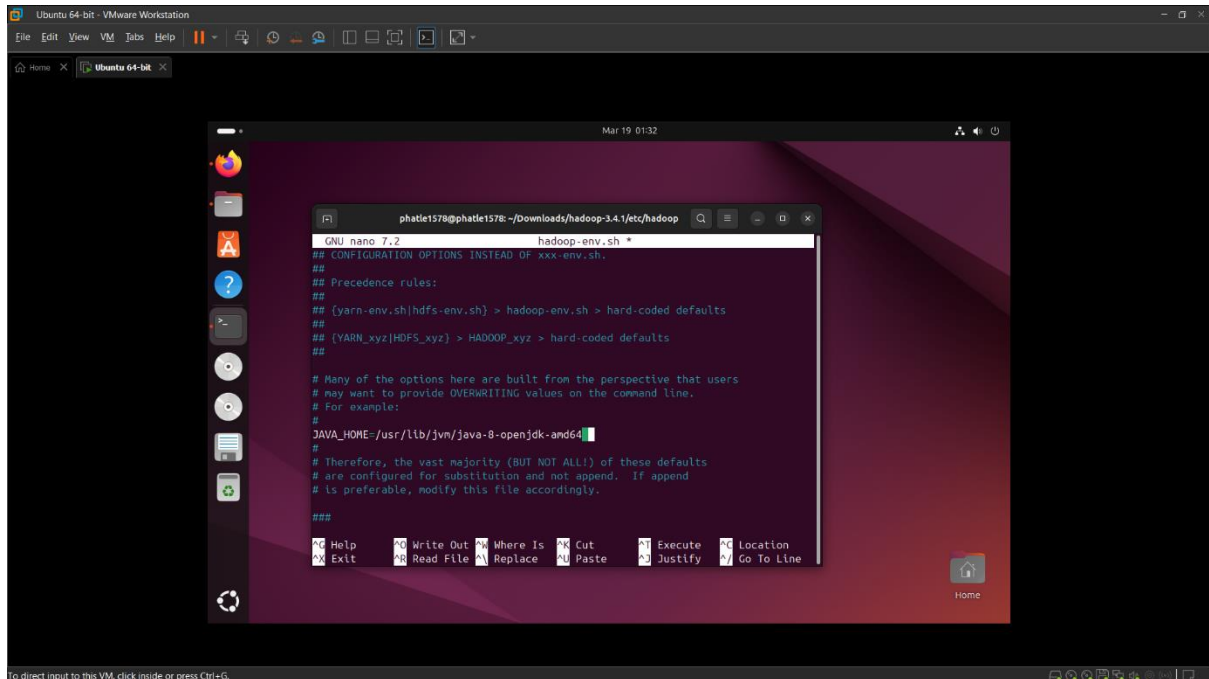 Ubuntu 64-bit - VMware Workstation
File Edit View VM Tabs Help
Home
Ubuntu 64-bit
Mar 19 01:32
phatle1578@phatle1578: ~/Downloads/hadoop-3.4.1/etc/hadoop
GNU nano 7.2 hadoop-env.sh *
## CONFIGURATION OPTIONS INSTEAD OF xxx-env.sh.
##
## Precedence rules:
##
## {yarn-env.sh|hdfs-env.sh} > hadoop-env.sh > hard-coded defaults
##
## {YARN_xyz|HDFS_xyz} > HADOOP_xyz > hard-coded defaults
##
# Many of the options here are built from the perspective that users
# may want to provide OVERWRITING values on the command line.
# For example:
#
JAVA_HOME=/usr/lib/jvm/java-8-openjdk-amd64
#
# Therefore, the vast majority (BUT NOT ALL!) of these defaults
# are configured for substitution and not append. If append
# is preferable, modify this file accordingly.
###
^G Help ^O Write Out ^W Where Is ^K Cut ^T Execute ^C Location
^X Exit ^R Read File ^\ Replace ^U Paste ^J Justify ^/ Go To Line
Home
To direct input to this VM, click inside or press Ctrl+G.